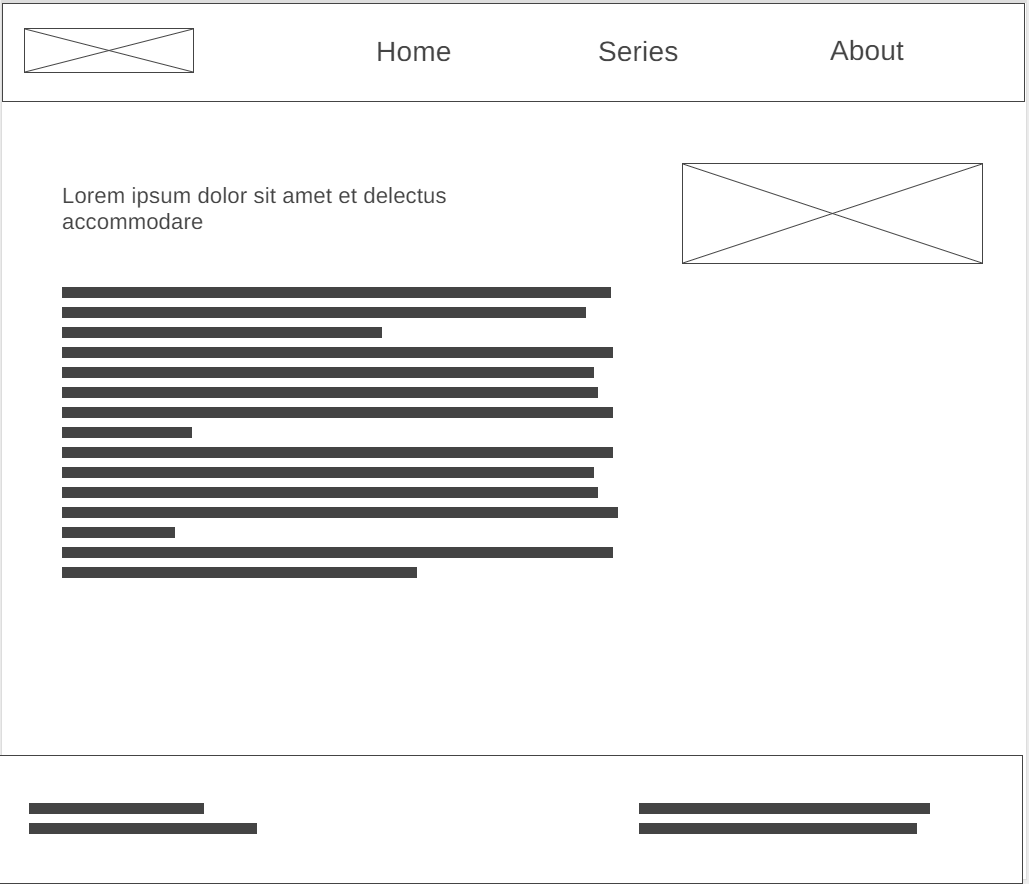 Home
Series
About
Lorem ipsum dolor sit amet et delectus
accommodare